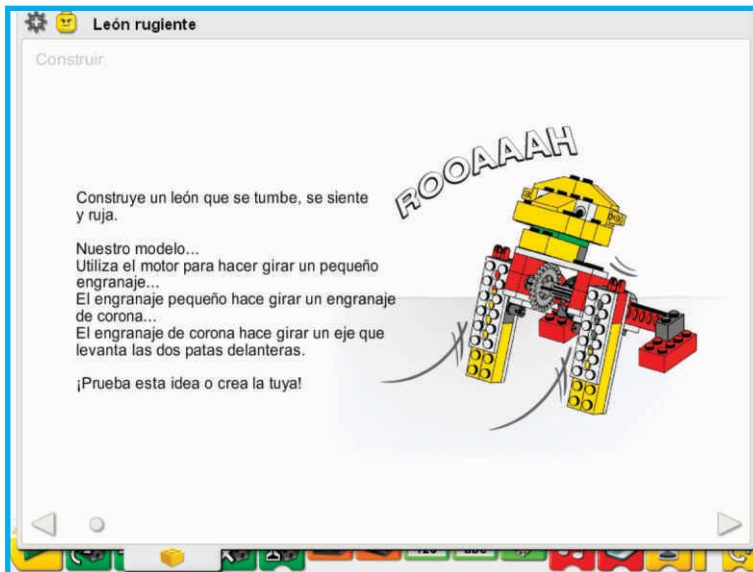 León rugiente
Construir
ROOAAAH
Construye un león que se tumbe, se siente
y ruja.
Nuestro modelo...
Utiliza el motor para hacer girar un pequeño
engranaje...
El engranaje pequeño hace girar un engranaje
de corona...
El engranaje de corona hace girar un eje que
levanta las dos patas delanteras.
¡Prueba esta idea o crea la tuya!